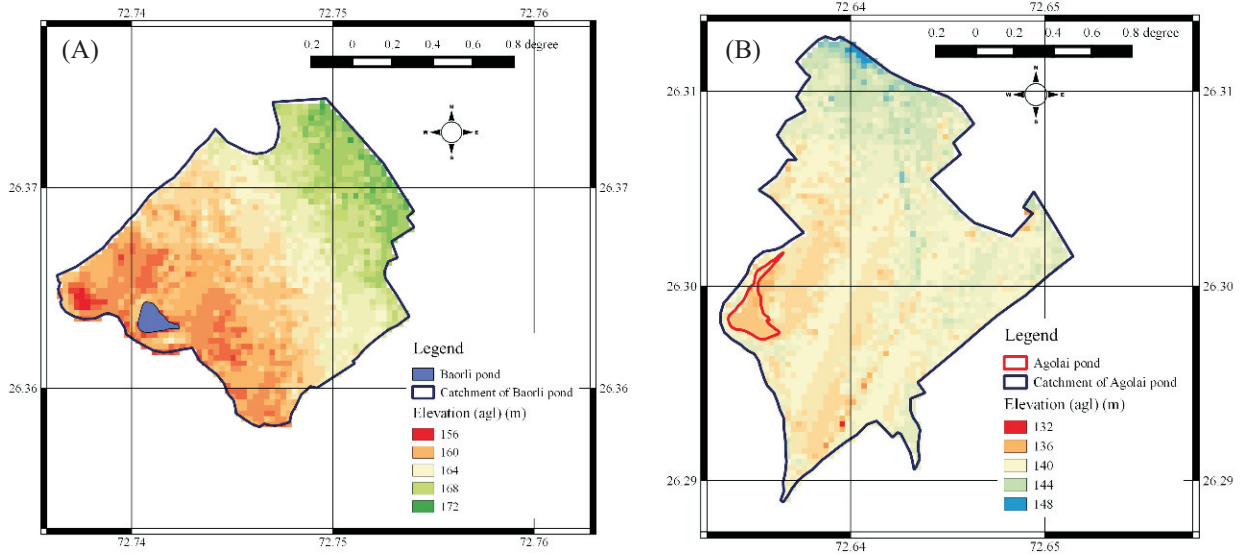 (A)
72.74 72.75 72.76
0.2 0 0.2 0.4 0.6 0.8 degree
N
W E
S
26.37 26.37
26.36 26.36
Legend
Baorli pond
Catchment of Baorli pond
Elevation (agl) (m)
156
160
164
168
172
72.74 72.75 72.76
(B)
72.64 72.65
0.2 0 0.2 0.4 0.6 0.8 degree
N
W E
S
26.31 26.31
26.30 26.30
26.29 26.29
Legend
Agolai pond
Catchment of Agolai pond
Elevation (agl) (m)
132
136
140
144
148
72.64 72.65